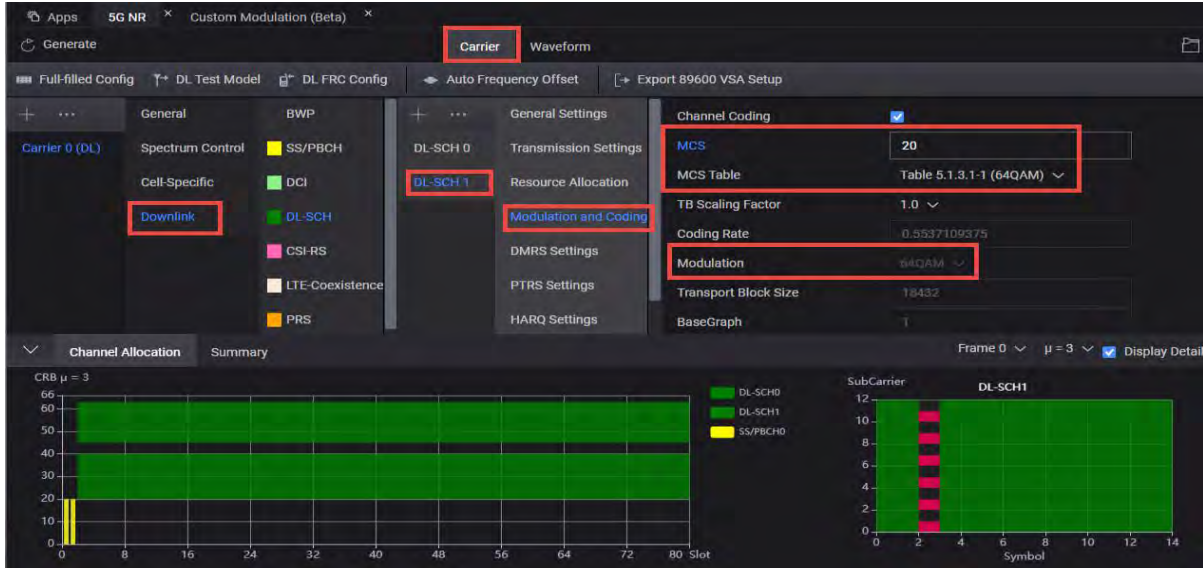 Apps 5G NR × Custom Modulation (Beta) ×
Generate Carrier Waveform
Full-filled Config DL Test Model DL FRC Config Auto Frequency Offset Export 89600 VSA Setup
+ ...
Carrier 0 (DL)
General
Spectrum Control
Cell-Specific
Downlink
BWP
SS/PBCH
DCI
DL-SCH
CSI-RS
LTE-Coexistence
PRS
+ ...
DL-SCH 0
DL-SCH 1
General Settings
Transmission Settings
Resource Allocation
Modulation and Coding
DMRS Settings
PTRS Settings
HARQ Settings
Channel Coding
MCS 20
MCS Table Table 5.1.3.1-1 (64QAM)
TB Scaling Factor 1.0
Coding Rate 0.5537109375
Modulation 64QAM
Transport Block Size 18432
BaseGraph 1
Channel Allocation Summary Frame 0 μ = 3 Display Detail
CRB μ = 3
66
60
50
40
30
20
10
0
0 8 16 24 32 40 48 56 64 72 80 Slot
DL-SCH0
DL-SCH1
SS/PBCH0
SubCarrier DL-SCH1
12
10
8
6
4
2
0
0 2 4 6 8 10 12 14
Symbol